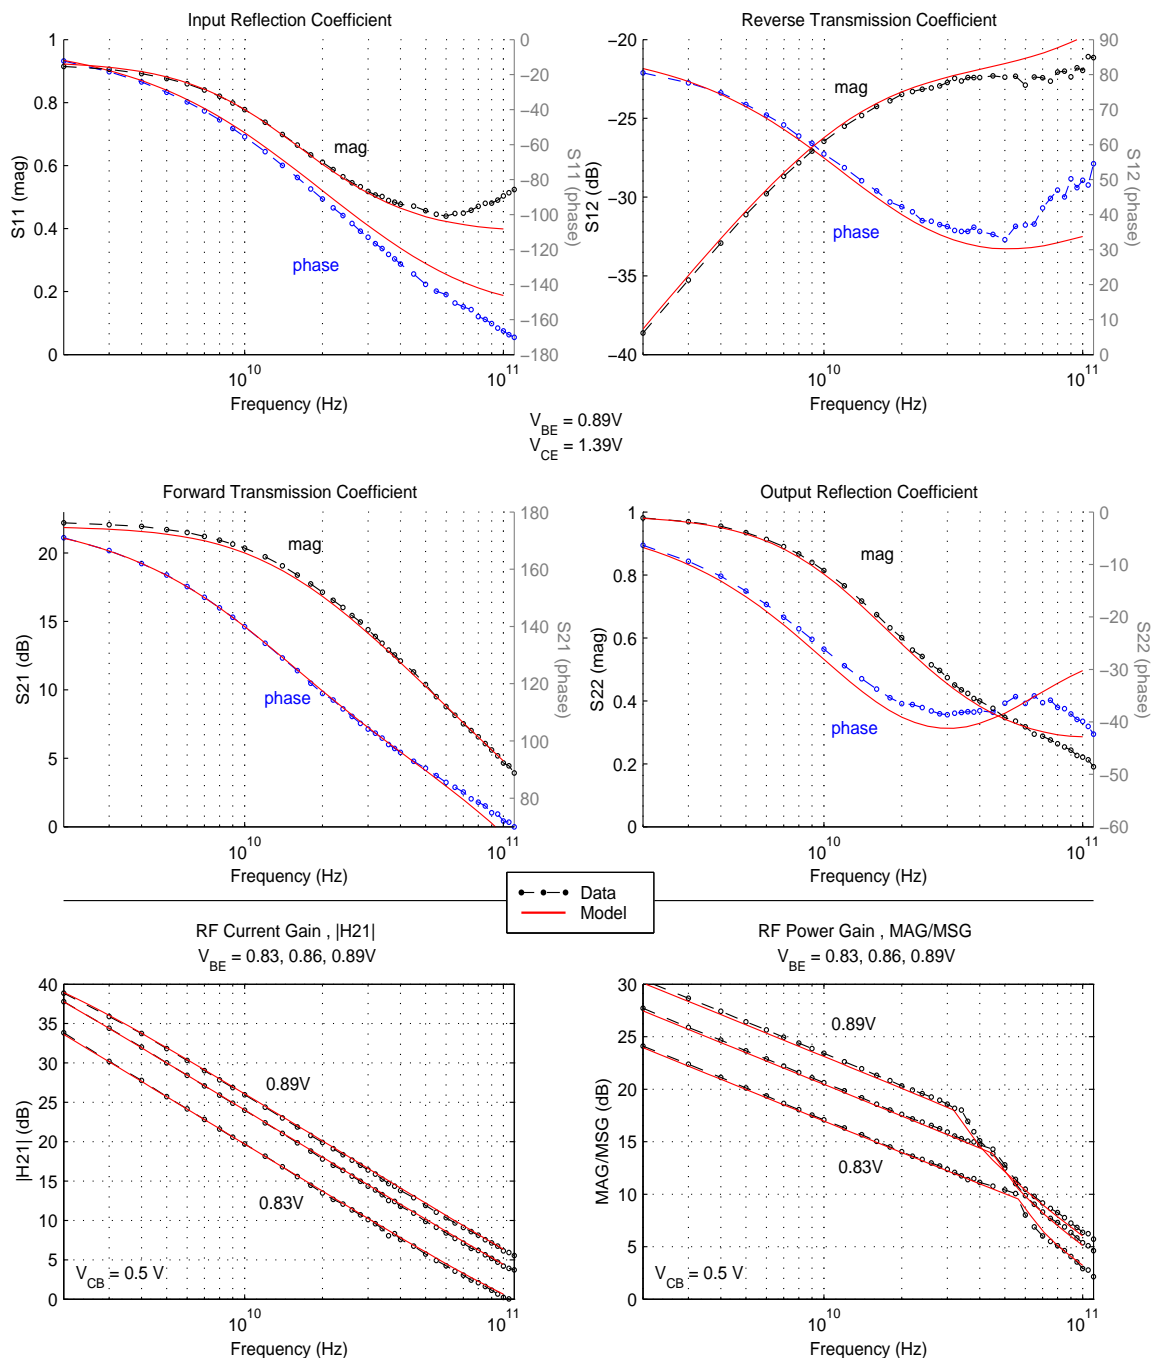 Input Reflection Coefficient
1
0.8
0.6
0.4
0.2
0
S11 (mag)
0
−20
−40
−60
−80
−100
−120
−140
−160
−180
S11 (phase)
mag
phase
10^10
10^11
Frequency (Hz)
Reverse Transmission Coefficient
−20
−25
−30
−35
−40
S12 (dB)
90
80
70
60
50
40
30
20
10
0
S12 (phase)
mag
phase
10^10
10^11
Frequency (Hz)
V_BE = 0.89V
V_CE = 1.39V
Forward Transmission Coefficient
20
15
10
5
0
S21 (dB)
180
160
140
120
100
80
S21 (phase)
mag
phase
10^10
10^11
Frequency (Hz)
Output Reflection Coefficient
1
0.8
0.6
0.4
0.2
0
S22 (mag)
0
−10
−20
−30
−40
−50
−60
S22 (phase)
mag
phase
10^10
10^11
Frequency (Hz)
Data
Model
RF Current Gain , |H21|
V_BE = 0.83, 0.86, 0.89V
40
35
30
25
20
15
10
5
0
|H21| (dB)
0.89V
0.83V
V_CB = 0.5 V
10^10
10^11
Frequency (Hz)
RF Power Gain , MAG/MSG
V_BE = 0.83, 0.86, 0.89V
30
25
20
15
10
5
0
MAG/MSG (dB)
0.89V
0.83V
V_CB = 0.5 V
10^10
10^11
Frequency (Hz)